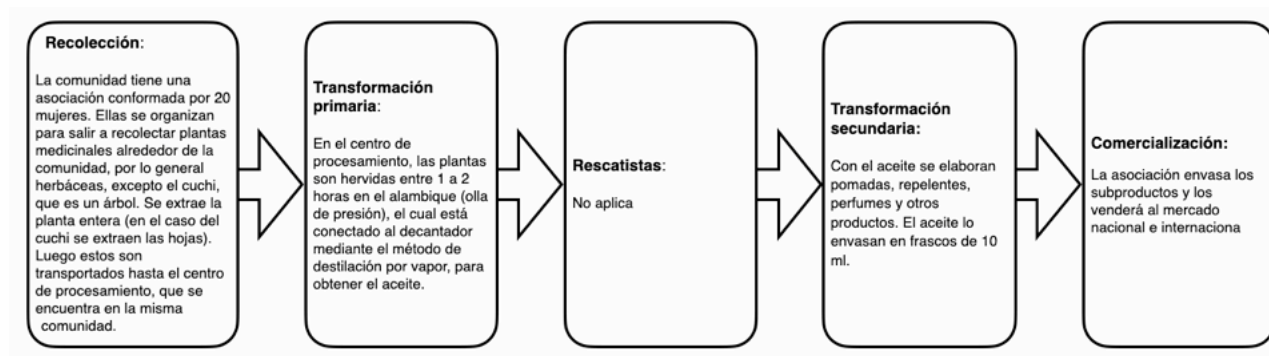 Recolección:
La comunidad tiene una
asociación conformada por 20
mujeres. Ellas se organizan
para salir a recolectar plantas
medicinales alrededor de la
comunidad, por lo general
herbáceas, excepto el cuchi,
que es un árbol. Se extrae la
planta entera (en el caso del
cuchi se extraen las hojas).
Luego estos son
transportados hasta el centro
de procesamiento, que se
encuentra en la misma
comunidad.
Transformación
primaria:
En el centro de
procesamiento, las plantas
son hervidas entre 1 a 2
horas en el alambique (olla
de presión), el cual está
conectado al decantador
mediante el método de
destilación por vapor, para
obtener el aceite.
Rescatistas:
No aplica
Transformación
secundaria:
Con el aceite se elaboran
pomadas, repelentes,
perfumes y otros
productos. El aceite lo
envasan en frascos de 10
ml.
Comercialización:
La asociación envasa los
subproductos y los
venderá al mercado
nacional e internaciona